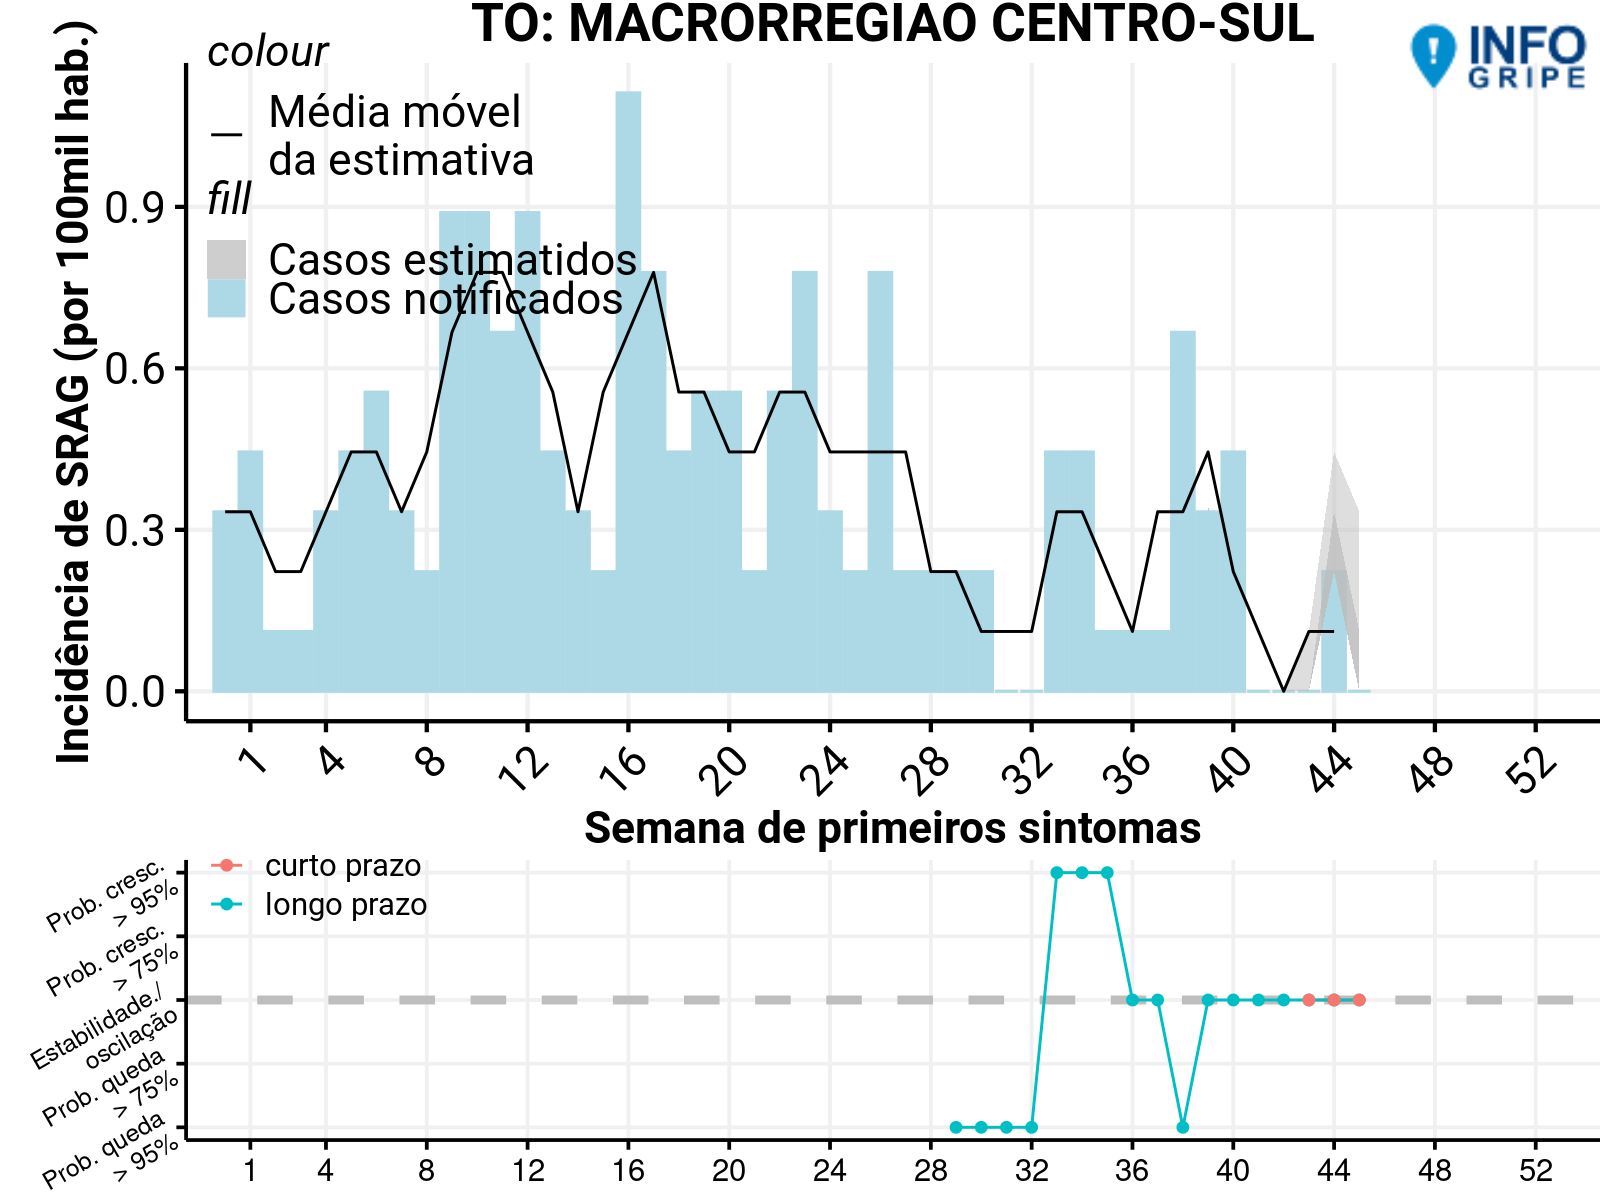 TO: MACRORREGIAO CENTRO-SUL
INFO
GRIPE
colour
Média móvel
da estimativa
fill
Casos estimatidos
Casos notificados
Incidência de SRAG (por 100mil hab.)
0.9
0.6
0.3
0.0
1 4 8 12 16 20 24 28 32 36 40 44 48 52
Semana de primeiros sintomas
curto prazo
longo prazo
Prob. cresc.
> 95%
Prob. cresc.
> 75%
Estabilidade./
oscilação
Prob. queda
> 75%
Prob. queda
> 95%
1 4 8 12 16 20 24 28 32 36 40 44 48 52